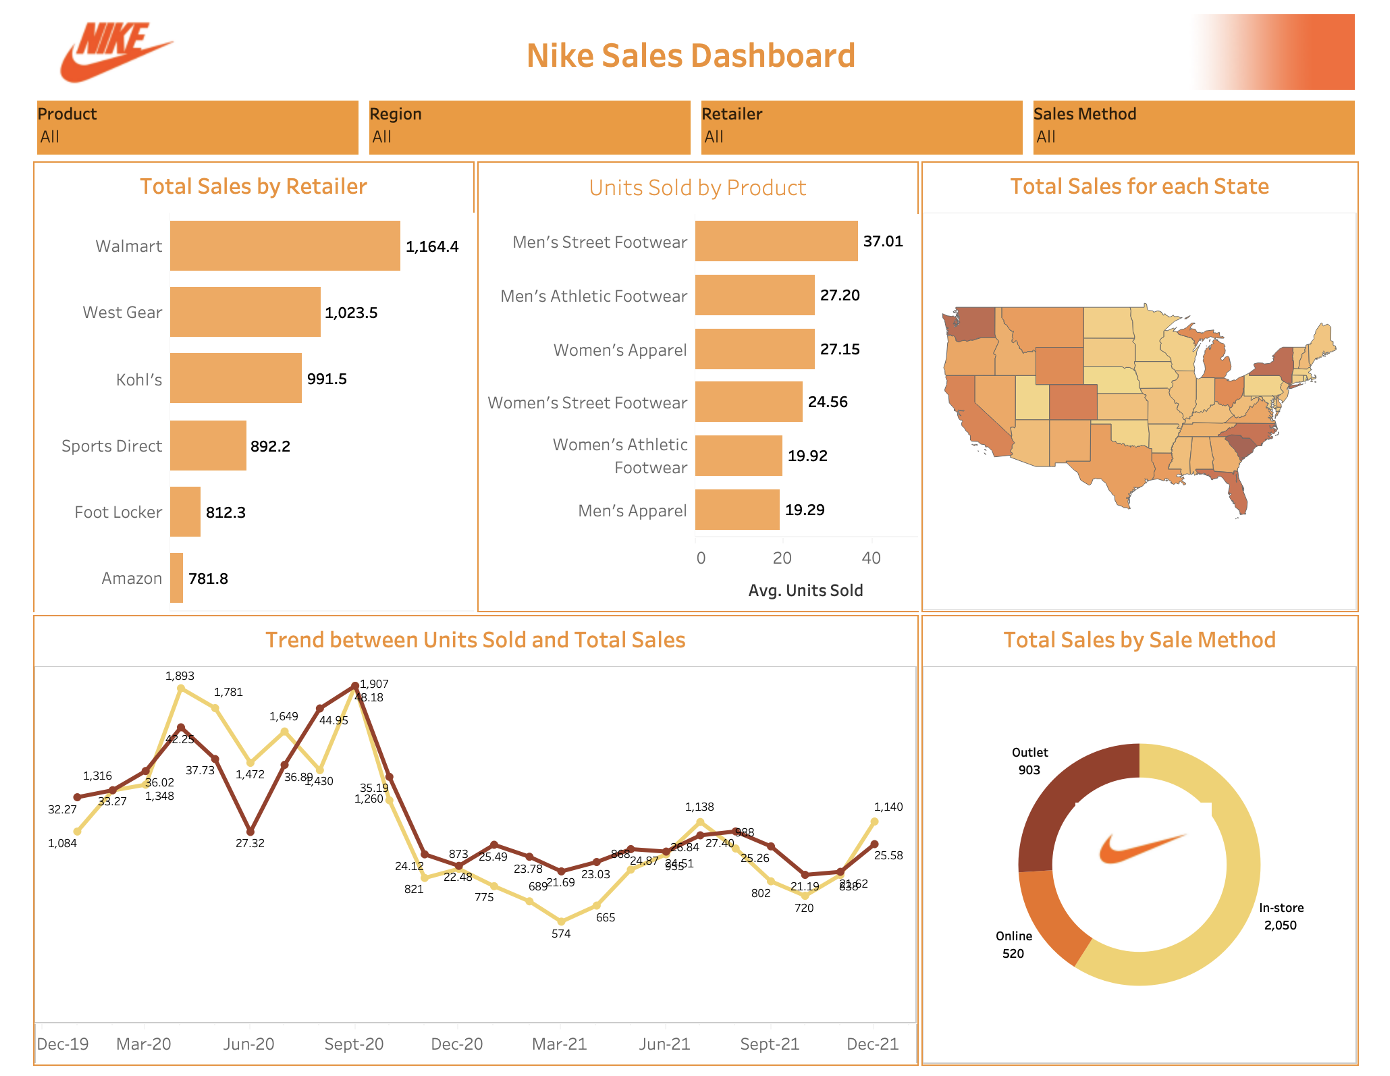 NIKE
Nike Sales Dashboard
Product
All
Region
All
Retailer
All
Sales Method
All
Total Sales by Retailer
Walmart
1,164.4
West Gear
1,023.5
Kohl's
991.5
Sports Direct
892.2
Foot Locker
812.3
Amazon
781.8
Units Sold by Product
Men's Street Footwear
37.01
Men's Athletic Footwear
27.20
Women's Apparel
27.15
Women's Street Footwear
24.56
Women's Athletic
Footwear
19.92
Men's Apparel
19.29
0
20
40
Avg. Units Sold
Total Sales for each State
Trend between Units Sold and Total Sales
1,084
32.27
1,316
33.27
36.02
1,348
1,893
42.25
1,781
37.73
1,472
27.32
1,649
36.89
1,430
44.95
1,907
48.18
35.19
1,260
24.12
821
873
22.48
25.49
775
23.78
689
21.69
574
23.03
665
868
24.87
24.51
955
26.84
1,138
27.40
988
25.26
802
21.19
720
21.62
1,140
25.58
Dec-19
Mar-20
Jun-20
Sept-20
Dec-20
Mar-21
Jun-21
Sept-21
Dec-21
Total Sales by Sale Method
Outlet
903
In-store
2,050
Online
520